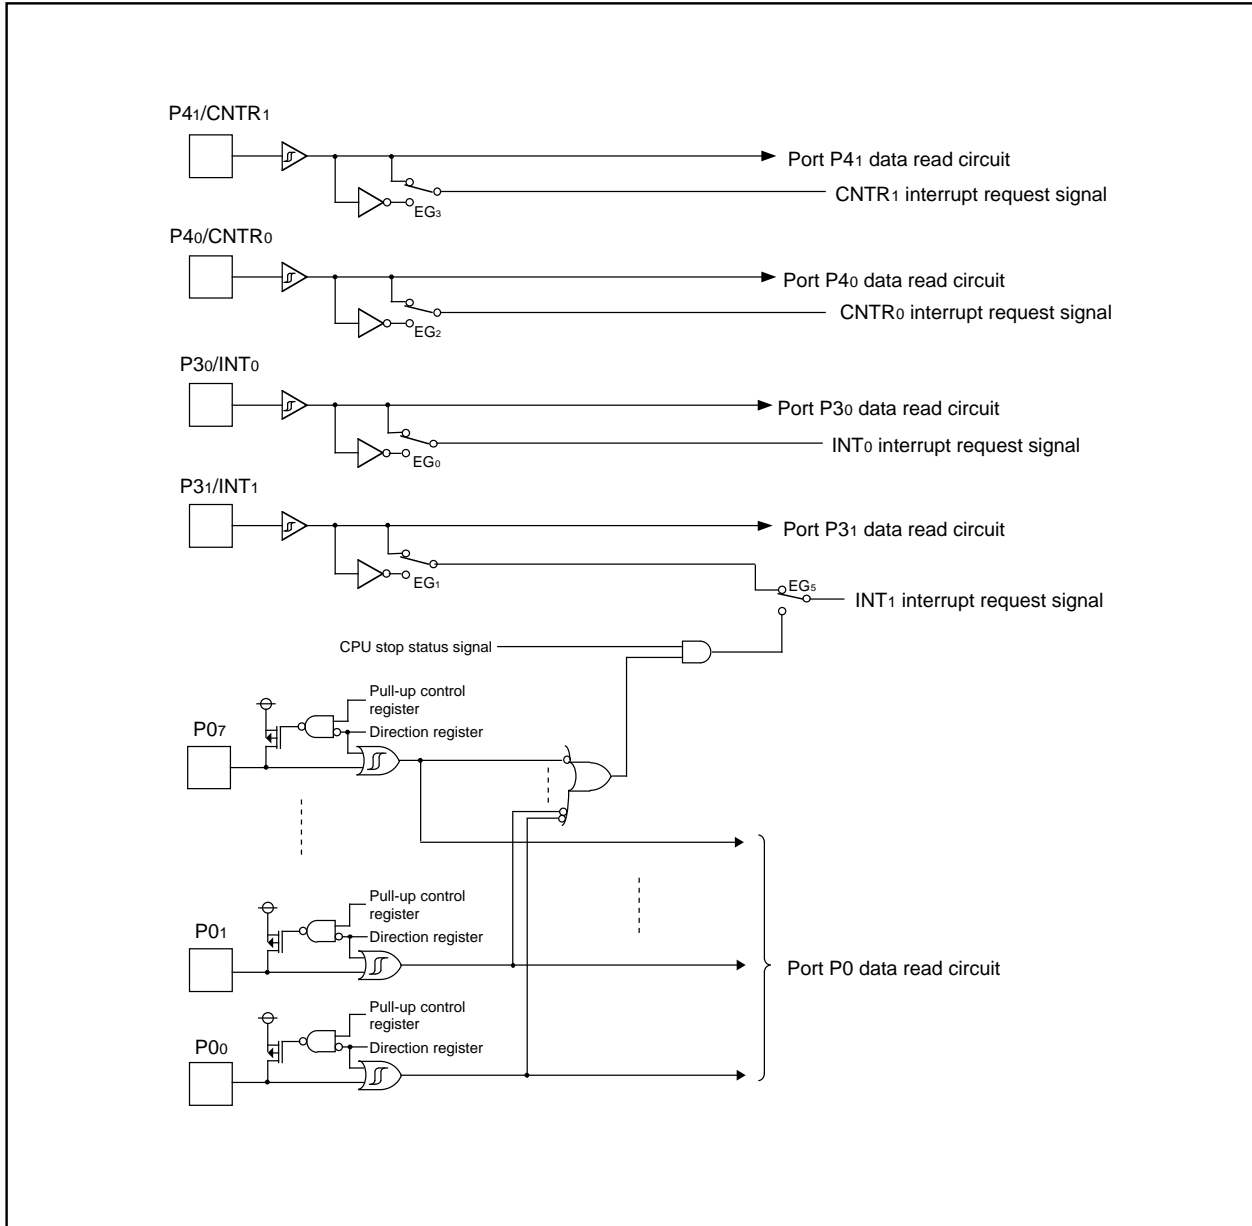 P41/CNTR1
Port P41 data read circuit
CNTR1 interrupt request signal
EG3
P40/CNTR0
Port P40 data read circuit
CNTR0 interrupt request signal
EG2
P30/INT0
Port P30 data read circuit
INT0 interrupt request signal
EG0
P31/INT1
Port P31 data read circuit
EG1
EG5
INT1 interrupt request signal
CPU stop status signal
Pull-up control
register
Direction register
P07
Pull-up control
register
Direction register
P01
Port P0 data read circuit
Pull-up control
register
Direction register
P00